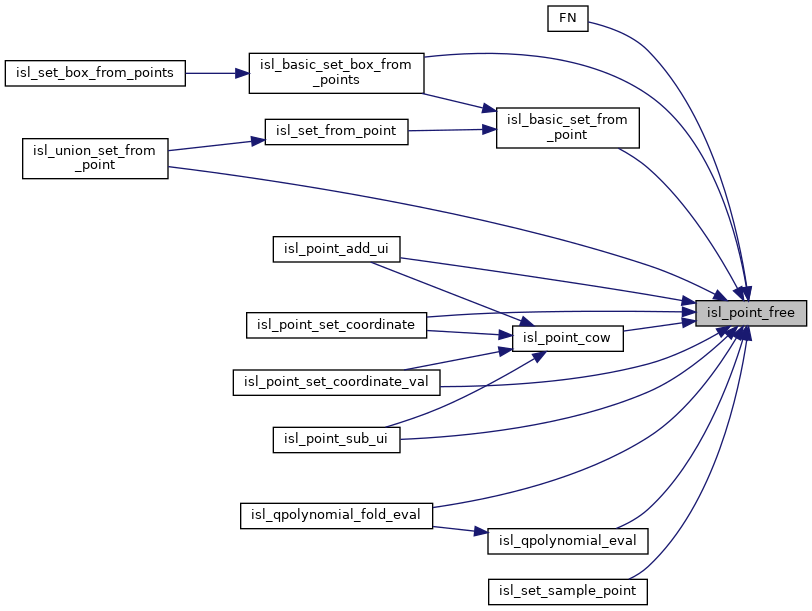 FN
isl_set_box_from_points
isl_basic_set_box_from
_points
isl_basic_set_from
_point
isl_set_from_point
isl_union_set_from
_point
isl_point_add_ui
isl_point_free
isl_point_set_coordinate
isl_point_cow
isl_point_set_coordinate_val
isl_point_sub_ui
isl_qpolynomial_fold_eval
isl_qpolynomial_eval
isl_set_sample_point